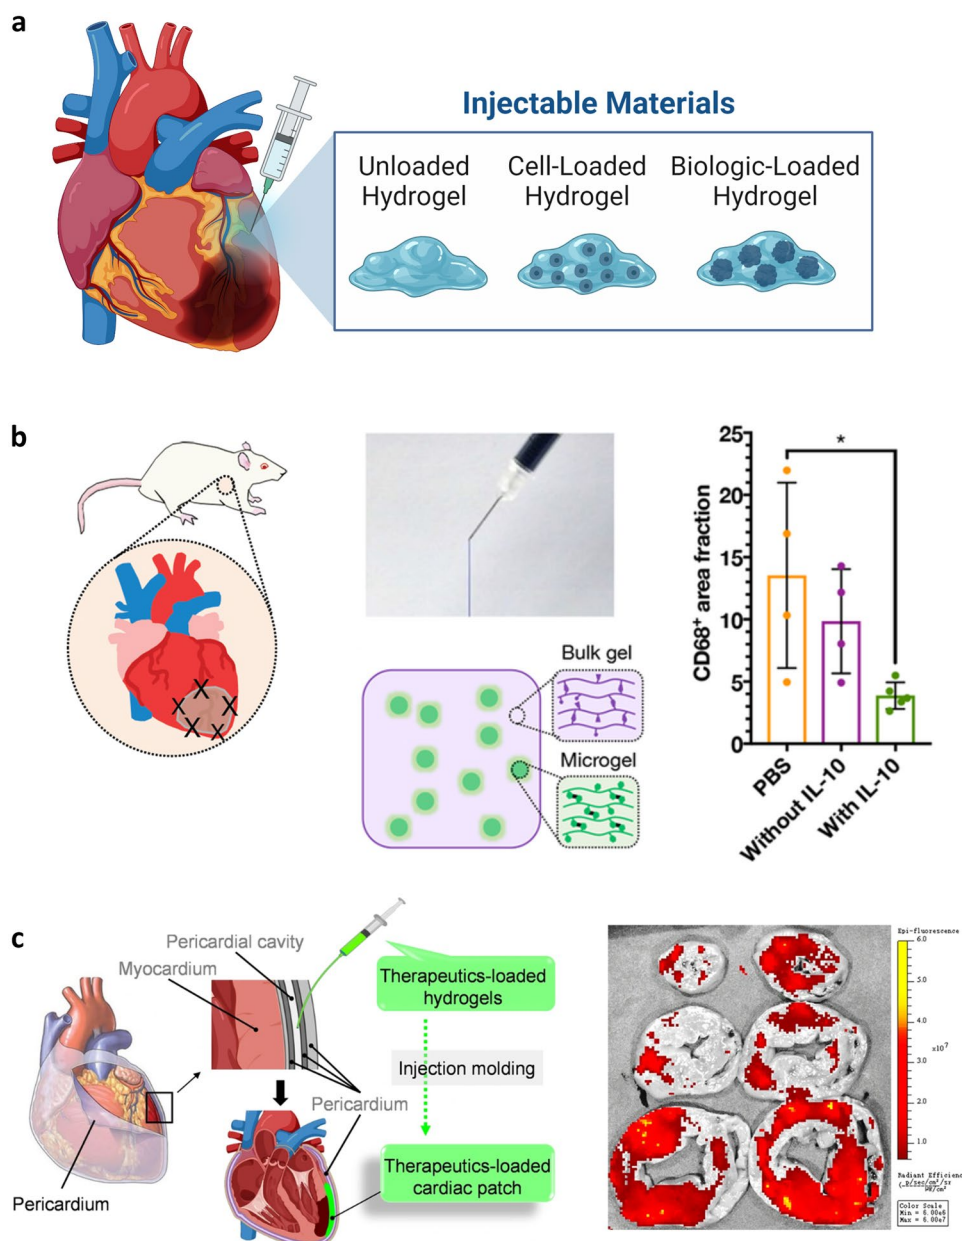 a
Injectable Materials
Unloaded
Hydrogel
Cell-Loaded
Hydrogel
Biologic-Loaded
Hydrogel
b
X
X
X
X
X
Bulk gel
Microgel
CD68⁺ area fraction
25
20
15
10
5
0
*
PBS
Without IL-10
With IL-10
c
Pericardial cavity
Myocardium
Pericardium
Pericardium
Therapeutics-loaded
hydrogels
Injection molding
Therapeutics-loaded
cardiac patch
Epi-fluorescence
6.0
5.0
4.0
3.0
2.0
1.0
x10⁷
Radiant Efficienc
Color Scale
Min = 6.00e6
Max = 6.00e7